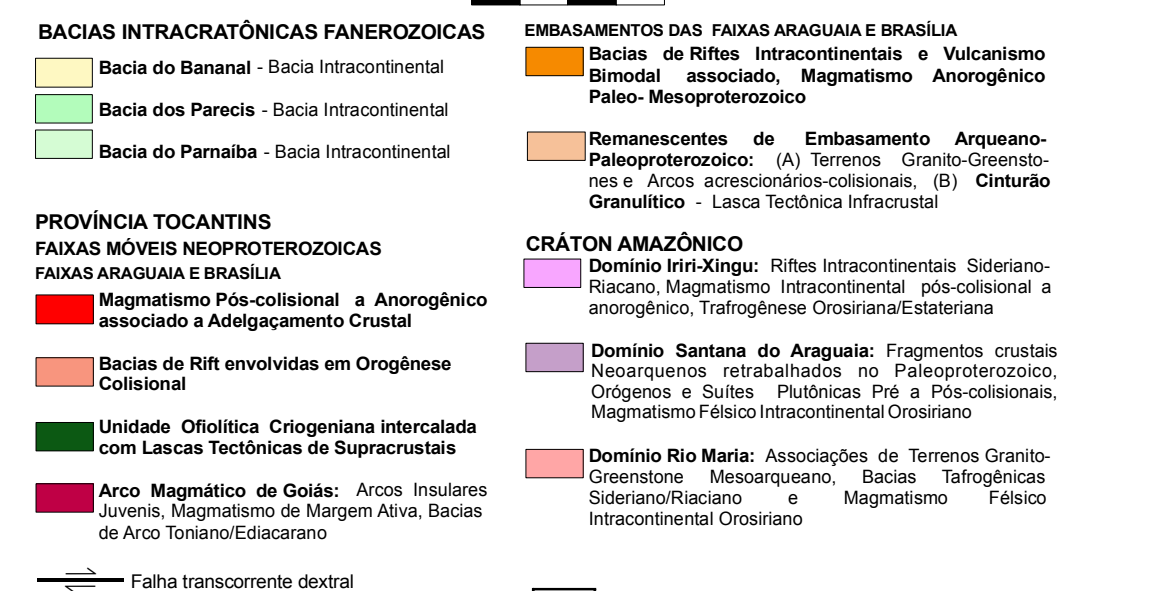 BACIAS INTRACRATÔNICAS FANEROZOICAS
Bacia do Bananal - Bacia Intracontinental
Bacia dos Parecis - Bacia Intracontinental
Bacia do Parnaíba - Bacia Intracontinental
PROVÍNCIA TOCANTINS
FAIXAS MÓVEIS NEOPROTEROZOICAS
FAIXAS ARAGUAIA E BRASÍLIA
Magmatismo Pós-colisional a Anorogênico
associado a Adelgaçamento Crustal
Bacias de Rift envolvidas em Orogênese
Colisional
Unidade Ofiolítica Criogeniana intercalada
com Lascas Tectônicas de Supracrustais
Arco Magmático de Goiás: Arcos Insulares
Juvenis, Magmatismo de Margem Ativa, Bacias
de Arco Toniano/Ediacarano
Falha transcorrente dextral
EMBASAMENTOS DAS FAIXAS ARAGUAIA E BRASÍLIA
Bacias de Riftes Intracontinentais e Vulcanismo
Bimodal associado, Magmatismo Anorogênico
Paleo- Mesoproterozoico
Remanescentes de Embasamento Arqueano-
Paleoproterozoico: (A) Terrenos Granito-Greensto-
nes e Arcos acrescionários-colisionais, (B) Cinturão
Granulítico - Lasca Tectônica Infracrustal
CRÁTON AMAZÔNICO
Domínio Iriri-Xingu: Riftes Intracontinentais Sideriano-
Riacano, Magmatismo Intracontinental pós-colisional a
anorogênico, Trafrogênese Orosiriana/Estateriana
Domínio Santana do Araguaia: Fragmentos crustais
Neoarquenos retrabalhados no Paleoproterozoico,
Orógenos e Suítes Plutônicas Pré a Pós-colisionais,
Magmatismo Félsico Intracontinental Orosiriano
Domínio Rio Maria: Associações de Terrenos Granito-
Greenstone Mesoarqueano, Bacias Tafrogênicas
Sideriano/Riaciano e Magmatismo Félsico
Intracontinental Orosiriano